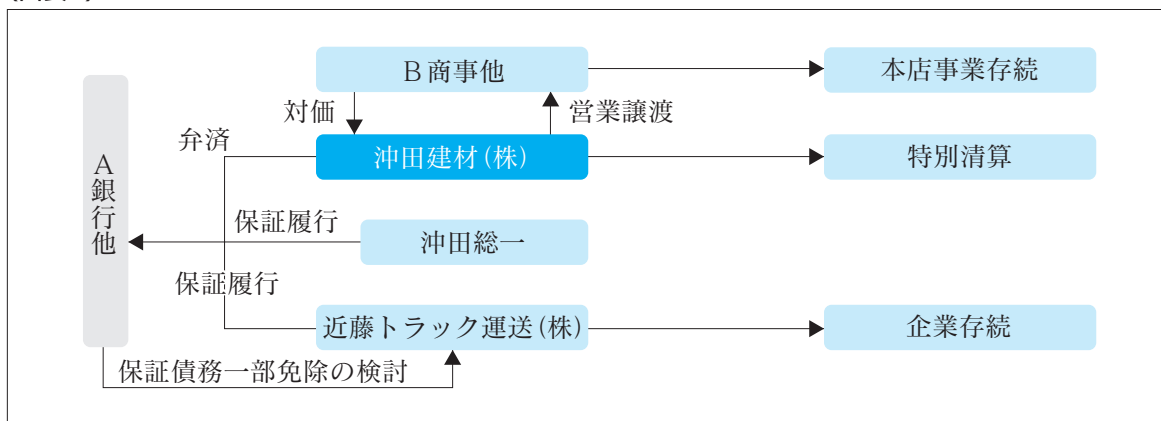 B商事他
本店事業存続
対価
営業譲渡
弁済
沖田建材(株)
特別清算
A銀行他
保証履行
沖田総一
保証履行
近藤トラック運送(株)
企業存続
保証債務一部免除の検討